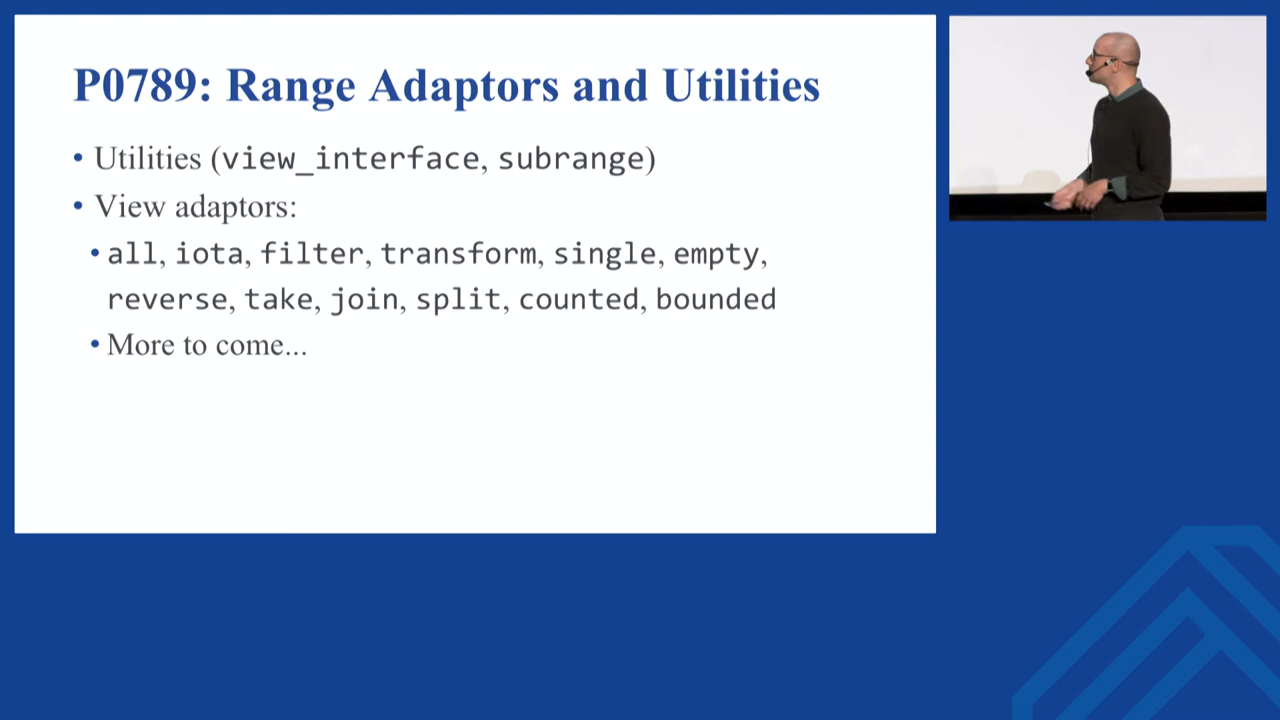 P0789: Range Adaptors and Utilities
• Utilities (view_interface, subrange)
• View adaptors:
• all, iota, filter, transform, single, empty,
reverse, take, join, split, counted, bounded
• More to come...